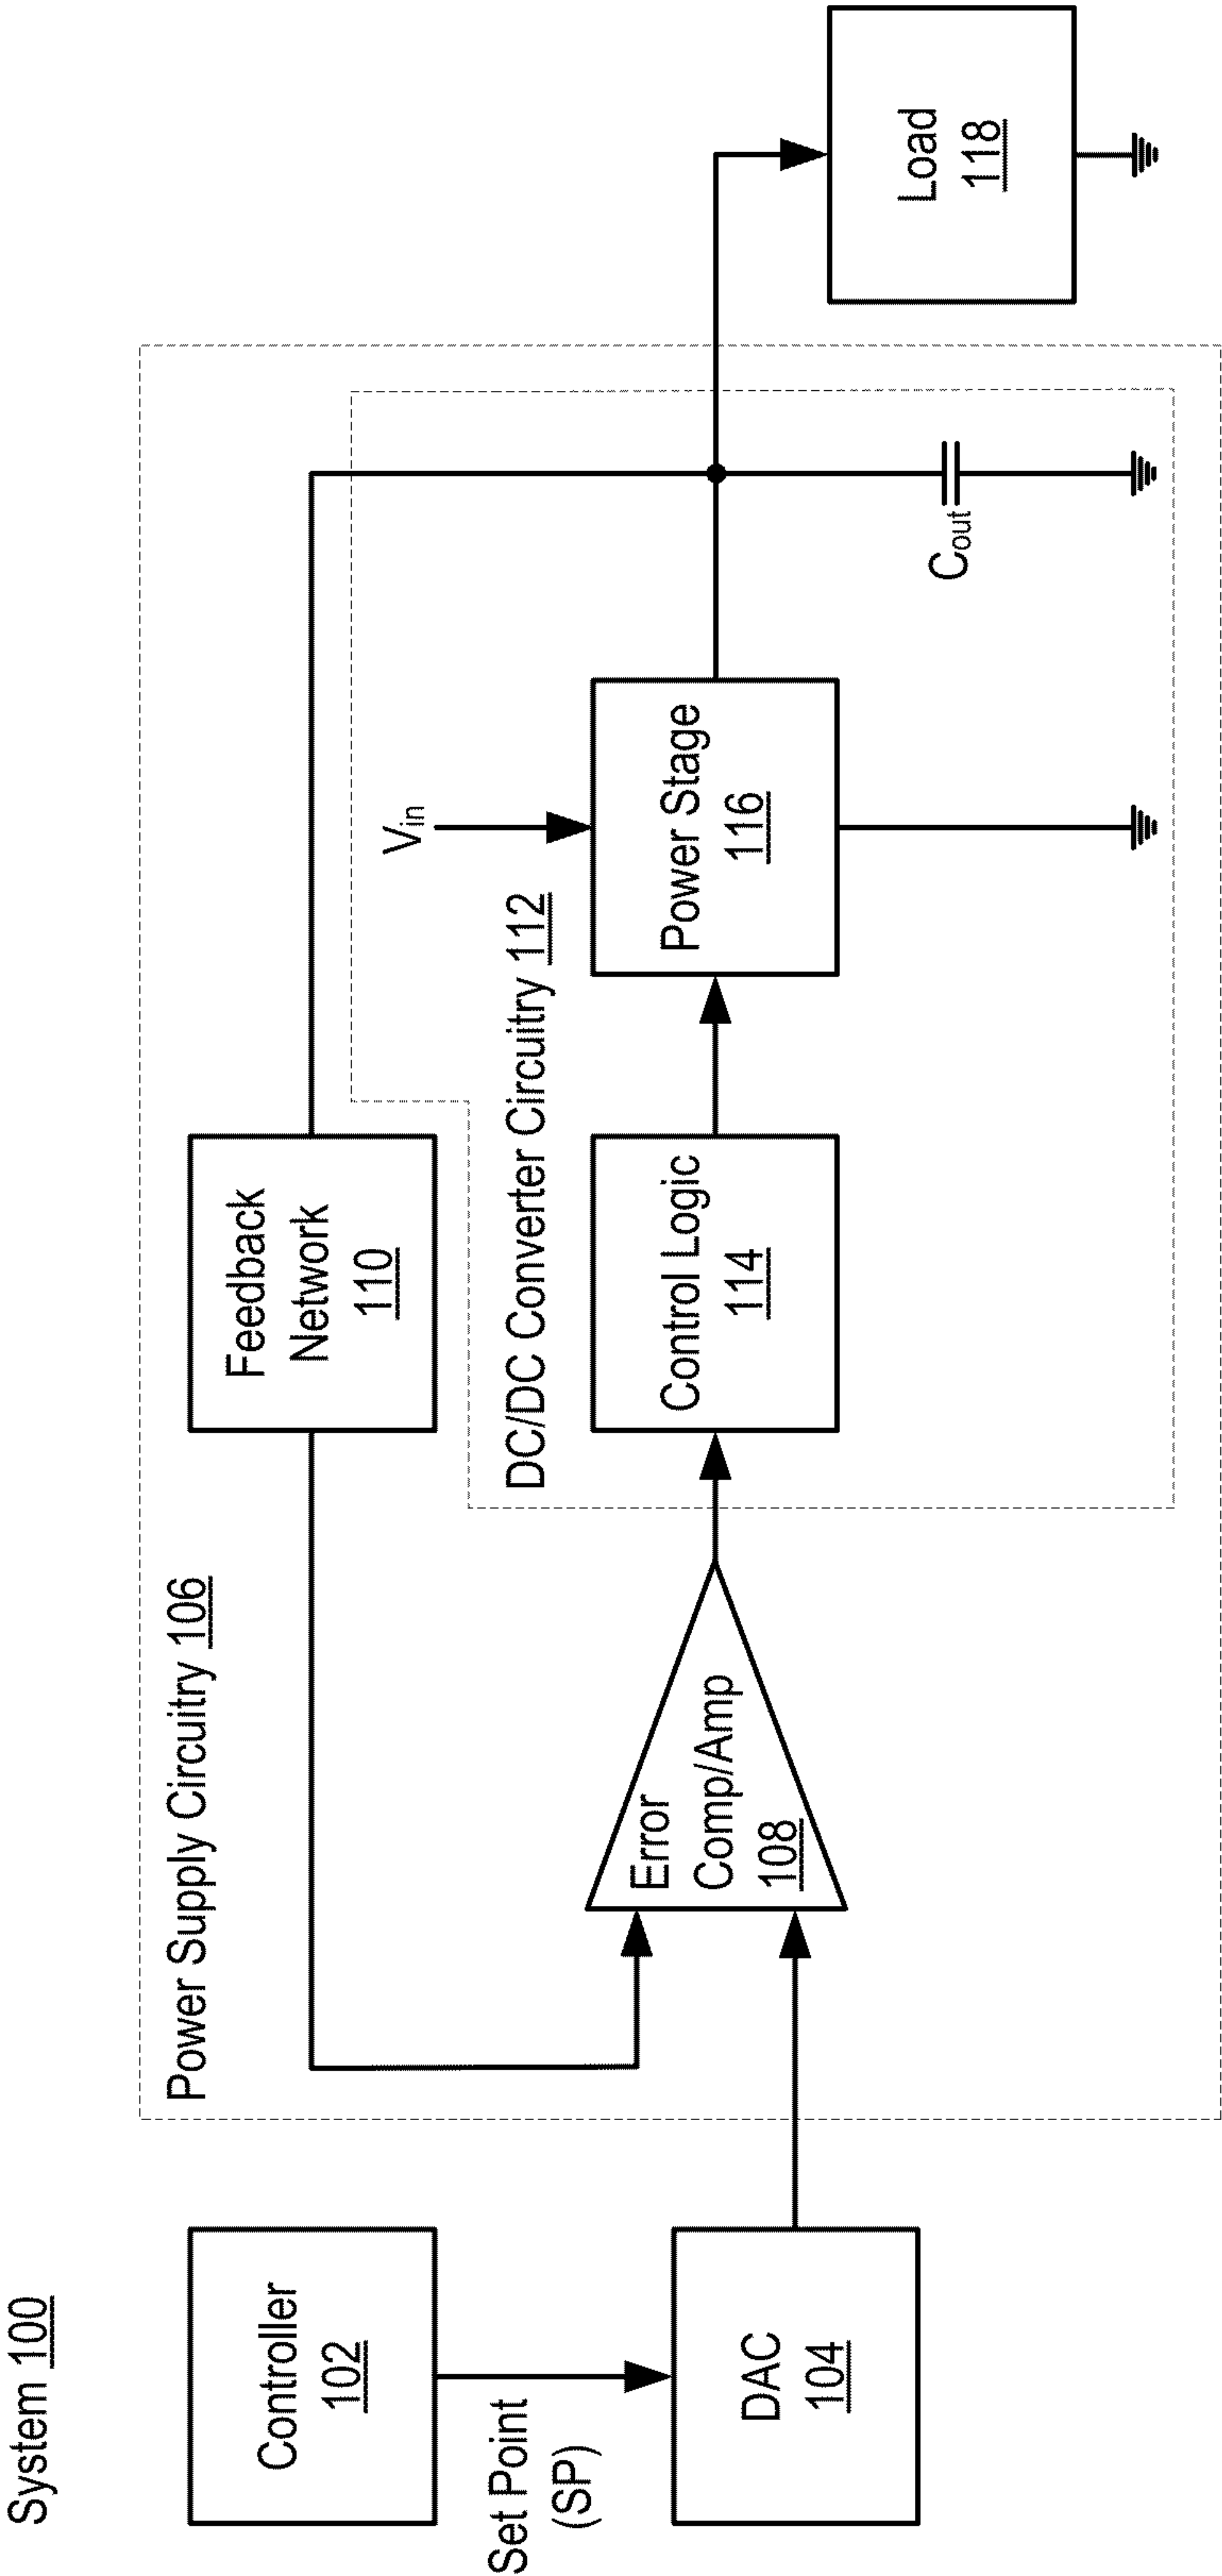 System 100
Controller
102
Set Point
(SP)
DAC
104
Power Supply Circuitry 106
Error
Comp/Amp
108
Feedback
Network
110
DC/DC Converter Circuitry 112
Control Logic
114
Vin
Power Stage
116
Cout
Load
118